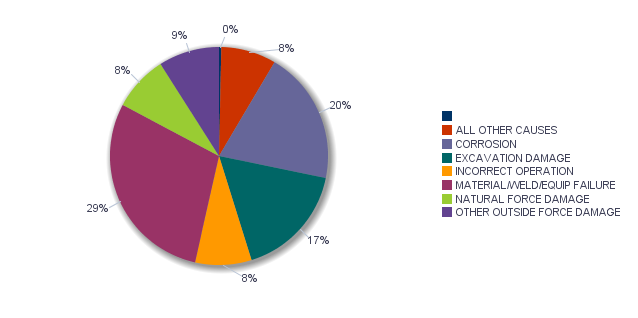 0%
9%
8%
8%
20%
29%
17%
8%
ALL OTHER CAUSES
CORROSION
EXCAVATION DAMAGE
INCORRECT OPERATION
MATERIAL/WELD/EQUIP FAILURE
NATURAL FORCE DAMAGE
OTHER OUTSIDE FORCE DAMAGE